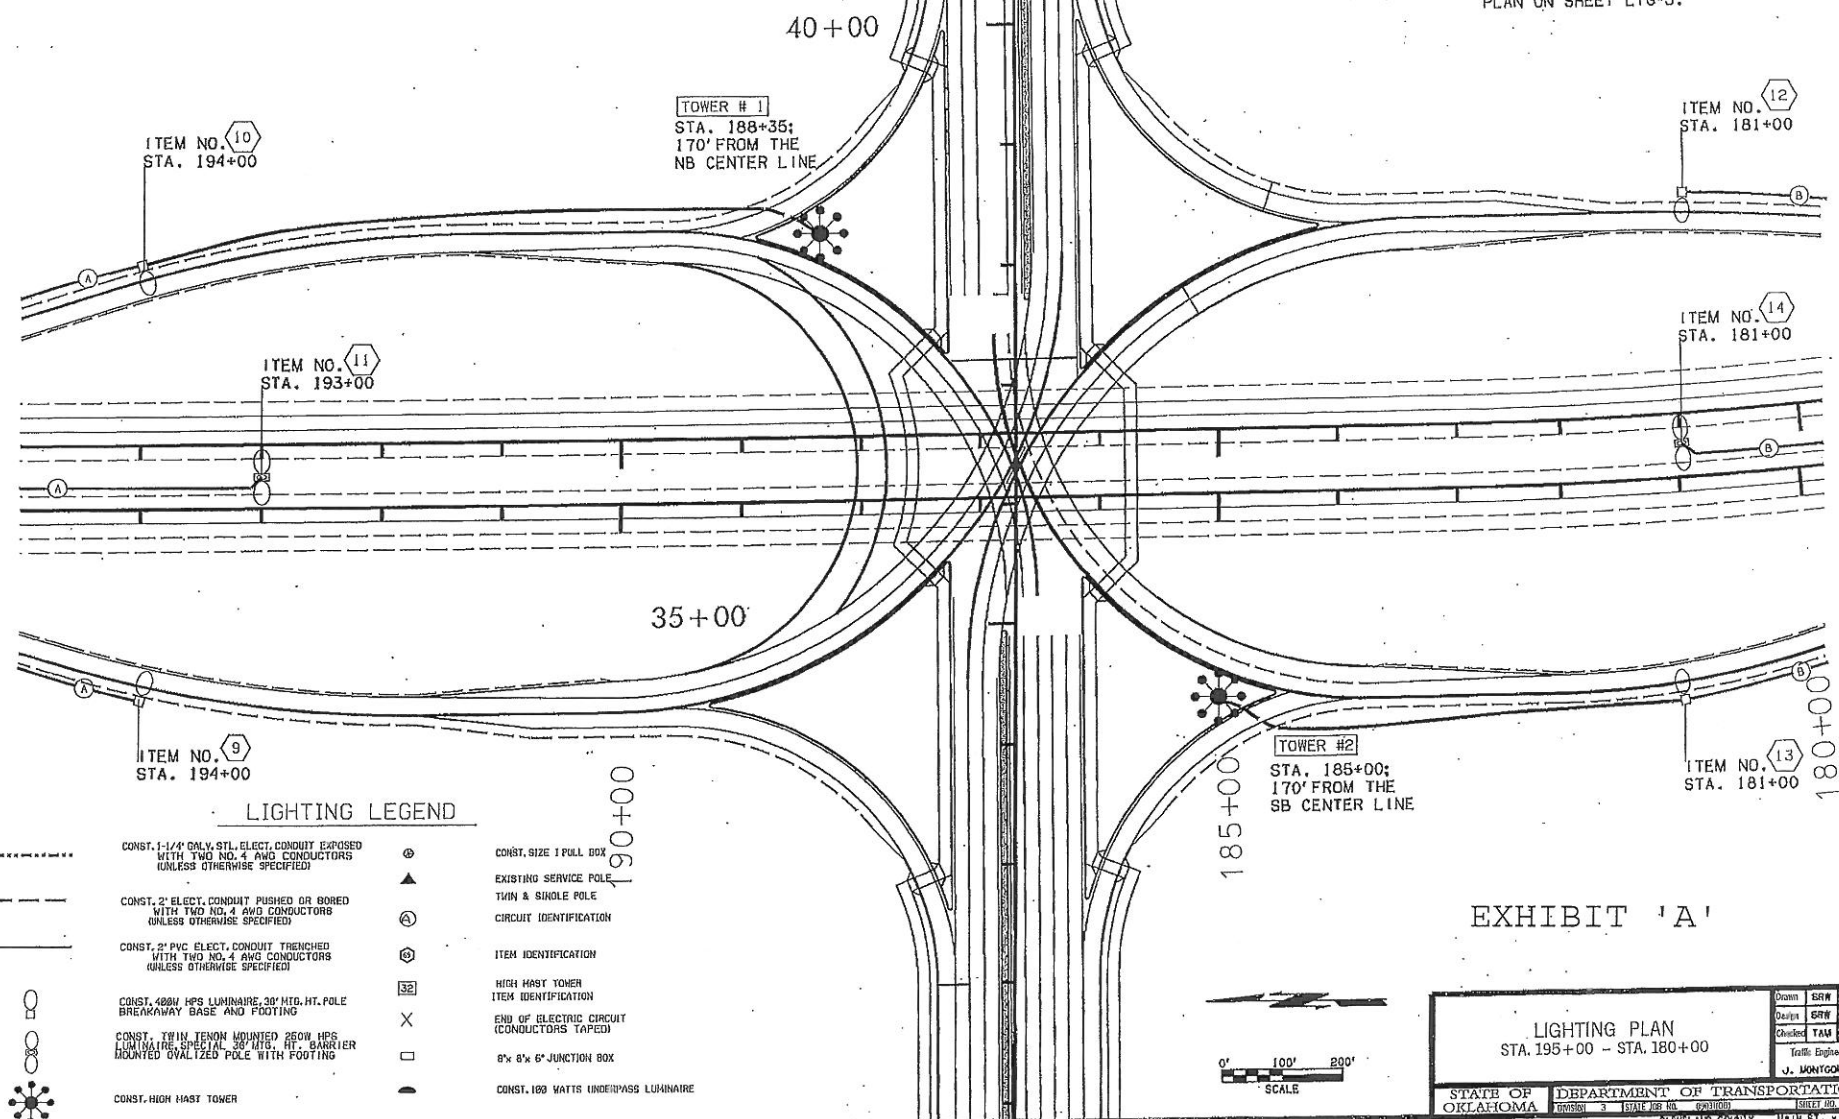 PLAN ON SHEET LTG-3.
40+00
TOWER # 1
STA. 188+35;
170' FROM THE
NB CENTER LINE
ITEM NO. 10
STA. 194+00
ITEM NO. 12
STA. 181+00
B
A
ITEM NO. 11
STA. 193+00
ITEM NO. 14
STA. 181+00
B
A
35+00
A
B
ITEM NO. 9
STA. 194+00
TOWER #2
STA. 185+00;
170' FROM THE
SB CENTER LINE
ITEM NO. 13
STA. 181+00
190+00
185+00
180+00
LIGHTING LEGEND
CONST. 1-1/4" GALV. STL. ELECT. CONDUIT EXPOSED
WITH TWO NO. 4 AWG CONDUCTORS
(UNLESS OTHERWISE SPECIFIED)
CONST. 2" ELECT. CONDUIT PUSHED OR BORED
WITH TWO NO. 4 AWG CONDUCTORS
(UNLESS OTHERWISE SPECIFIED)
CONST. 2" PVC ELECT. CONDUIT TRENCHED
WITH TWO NO. 4 AWG CONDUCTORS
(UNLESS OTHERWISE SPECIFIED)
CONST. 400W HPS LUMINAIRE, 30' MTG. HT. POLE
BREAKAWAY BASE AND FOOTING
CONST. TWIN TENON MOUNTED 250W HPS
LUMINAIRE, SPECIAL 30' MTG. HT. BARRIER
MOUNTED OVALIZED POLE WITH FOOTING
CONST. HIGH MAST TOWER
CONST. SIZE 1 PULL BOX
EXISTING SERVICE POLE
TWIN & SINGLE POLE
A CIRCUIT IDENTIFICATION
ITEM IDENTIFICATION
32 HIGH MAST TOWER
ITEM IDENTIFICATION
X END OF ELECTRIC CIRCUIT
(CONDUCTORS TAPED)
8"x 8"x 6" JUNCTION BOX
CONST. 100 WATTS UNDERPASS LUMINAIRE
EXHIBIT 'A'
0' 100' 200'
SCALE
LIGHTING PLAN
STA. 195+00 - STA. 180+00
Drawn SRW
Design SRW
Checked TAM
Traffic Engine
J. MONTGO
STATE OF
OKLAHOMA
DEPARTMENT OF TRANSPORTATI
DIVISION 3 STATE JOB NO. SHEET NO.